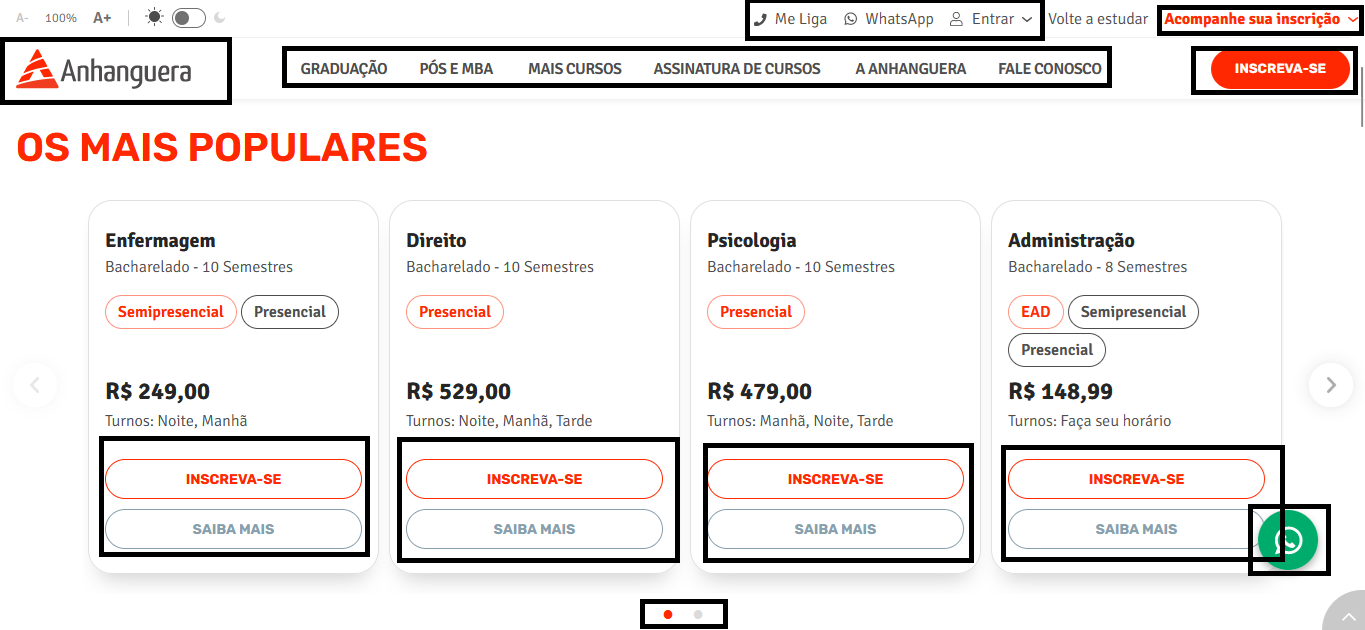 A- 100% A+ Me Liga WhatsApp Entrar Volte a estudar Acompanhe sua inscrição
Anhanguera GRADUAÇÃO PÓS E MBA MAIS CURSOS ASSINATURA DE CURSOS A ANHANGUERA FALE CONOSCO INSCREVA-SE
OS MAIS POPULARES
Enfermagem
Bacharelado - 10 Semestres
Semipresencial Presencial
R$ 249,00
Turnos: Noite, Manhã
INSCREVA-SE
SAIBA MAIS
Direito
Bacharelado - 10 Semestres
Presencial
R$ 529,00
Turnos: Noite, Manhã, Tarde
INSCREVA-SE
SAIBA MAIS
Psicologia
Bacharelado - 10 Semestres
Presencial
R$ 479,00
Turnos: Manhã, Noite, Tarde
INSCREVA-SE
SAIBA MAIS
Administração
Bacharelado - 8 Semestres
EAD Semipresencial
Presencial
R$ 148,99
Turnos: Faça seu horário
INSCREVA-SE
SAIBA MAIS